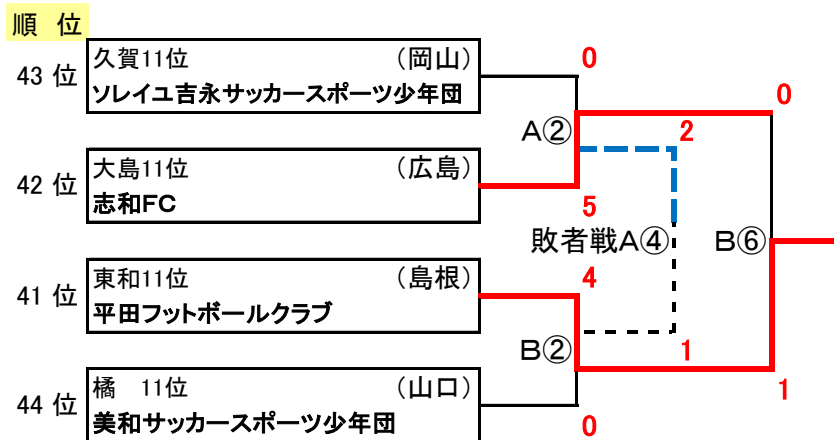 順 位
43 位
久賀11位 （岡山）
ソレイユ吉永サッカースポーツ少年団
0
0
A②
2
42 位
大島11位 （広島）
志和FC
5
敗者戦A④
B⑥
41 位
東和11位 （島根）
平田フットボールクラブ
4
B②
1
1
44 位
橘 11位 （山口）
美和サッカースポーツ少年団
0